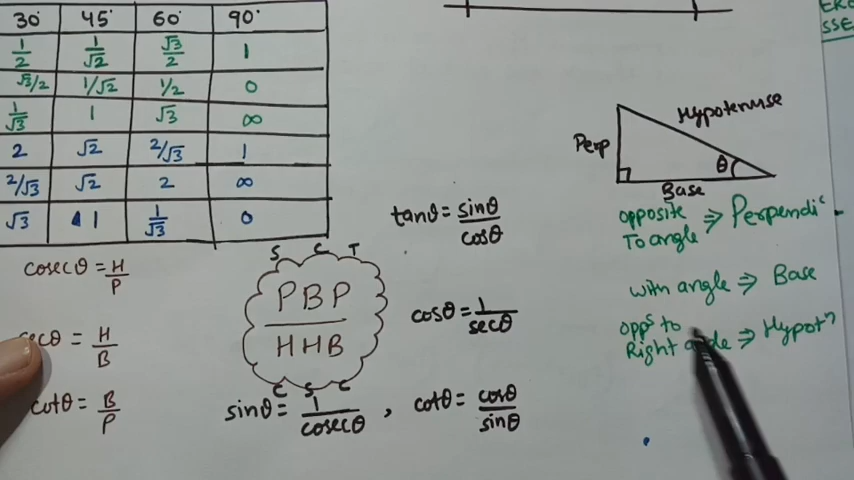 30° 45° 60° 90°
1/2 1/√2 √3/2 1
√3/2 1/√2 1/2 0
1/√3 1 √3 ∞
2 √2 2/√3 1
2/√3 √2 2 ∞
√3 1 1/√3 0
cosecθ = H/P
secθ = H/B
cotθ = B/P
S C T
PBP
HHB
C S C
tanθ = sinθ/cosθ
cosθ = 1/secθ
sinθ = 1/cosecθ , cotθ = cosθ/sinθ
Hypotenuse
Perp
θ
Base
opposite
To angle ⇒ Perpendi
with angle ⇒ Base
opps to
Right angle ⇒ Hypotn
SSE